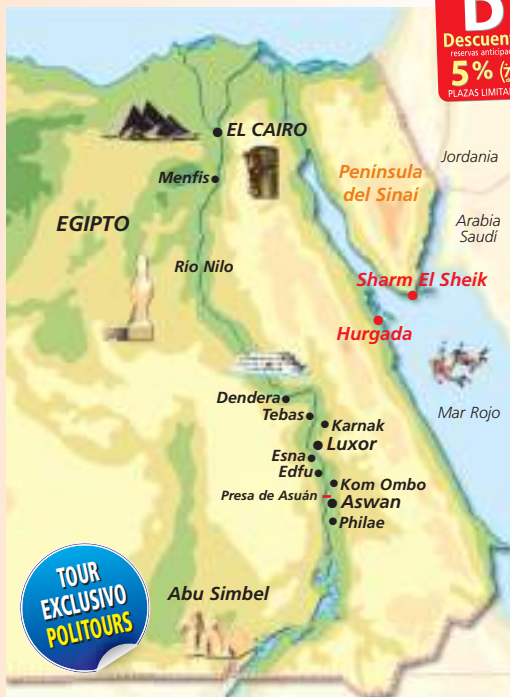 D
Descuen
reservas anticipa
5% (
PLAZAS LIMITA
EL CAIRO
Menfis
Península
del Sinaí
Jordania
Arabia
Saudí
EGIPTO
Rio Nilo
Sharm El Sheik
Hurgada
Mar Rojo
Dendera
Tebas
Karnak
Luxor
Esna
Edfu
Kom Ombo
Presa de Asuán
Aswan
Philae
Abu Simbel
TOUR
EXCLUSIVO
POLITOURS